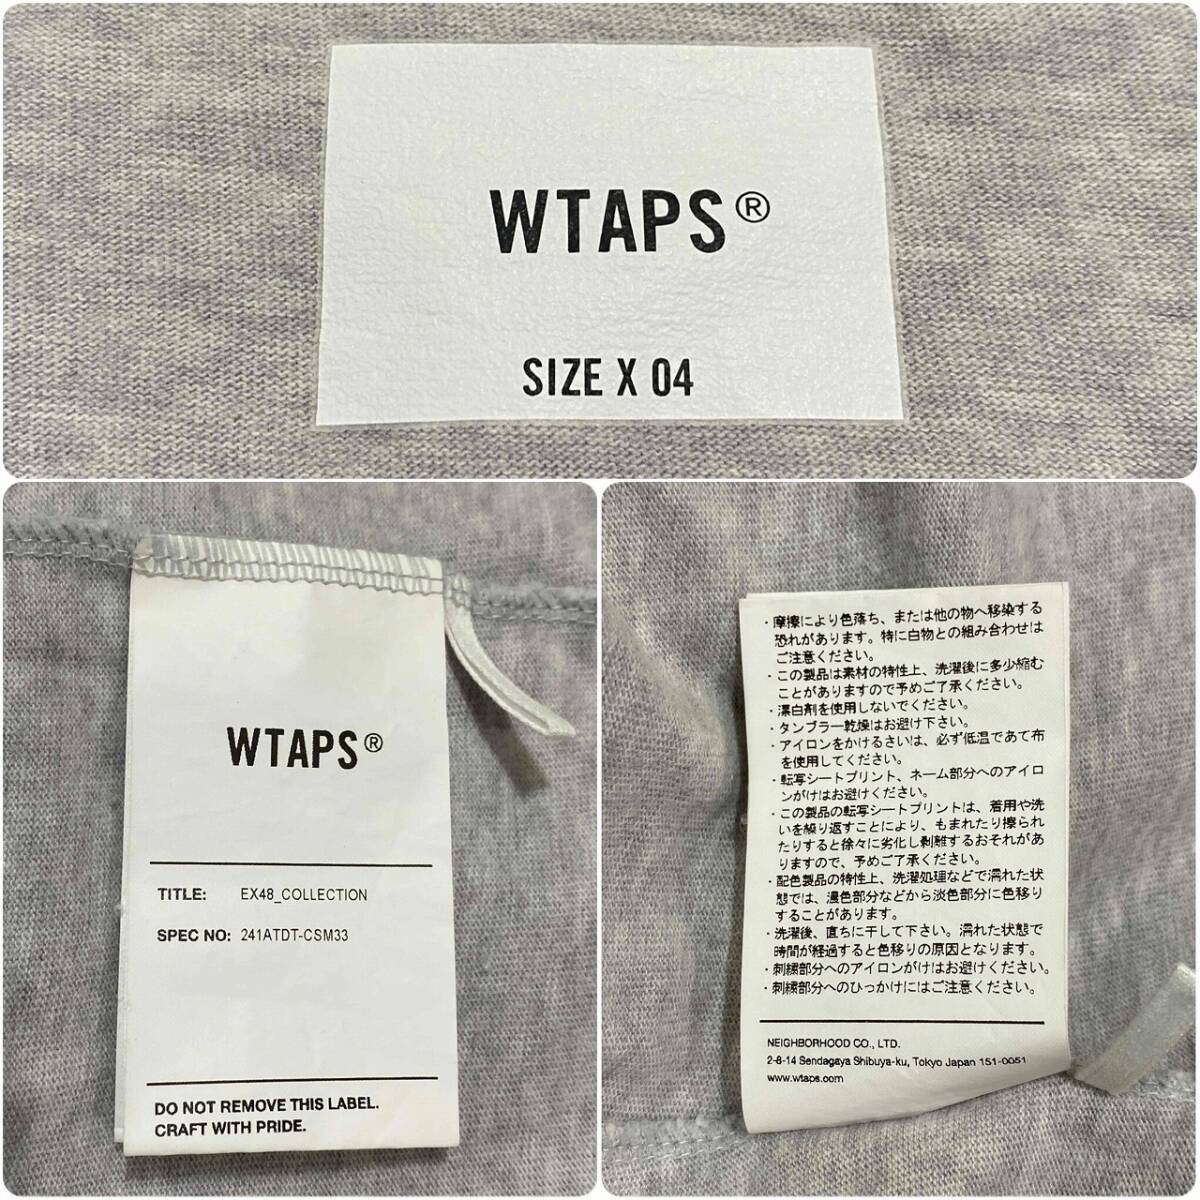 WTAPS®
SIZE X 04
WTAPS®
TITLE: EX48_COLLECTION
SPEC NO: 241ATDT-CSM33
DO NOT REMOVE THIS LABEL.
CRAFT WITH PRIDE.
・摩擦により色落ち、または他の物へ移染する
恐れがあります。特に白物との組み合わせは
ご注意ください。
・この製品は素材の特性上、洗濯後に多少縮む
ことがありますので予めご了承ください。
・漂白剤を使用しないでください。
・タンブラー乾燥はお避け下さい。
・アイロンをかけるさいは、必ず低温であて布
を使用してください。
・転写シートプリント、ネーム部分へのアイロ
ンがけはお避けください。
・この製品の転写シートプリントは、着用や洗
いを繰り返すことにより、もまれたり擦られ
たりすると徐々に劣化し剥離するおそれがあ
りますので、予めご了承ください。
・配色製品の特性上、洗濯処理などで濡れた状
態では、濃色部分などから淡色部分に色移り
することがあります。
・洗濯後、直ちに干して下さい。濡れた状態で
時間が経過すると色移りの原因となります。
・刺繍部分へのアイロンがけはお避けください。
・刺繍部分へのひっかけにはご注意ください。
NEIGHBORHOOD CO., LTD.
2-8-14 Sendagaya Shibuya-ku, Tokyo Japan 151-0051
www.wtaps.com